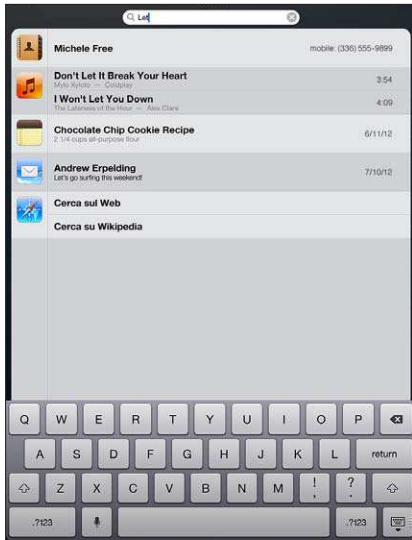 Let
Michele Free mobile: (336) 555-9899
Don't Let It Break Your Heart 3:54
Mylo Xyloto — Coldplay
I Won't Let You Down 4:09
The Lateness of the Hour — Alex Clare
Chocolate Chip Cookie Recipe 6/11/12
2 1/4 cups all-purpose flour
Andrew Erpelding 7/10/12
Let's go surfing this weekend!
Cerca sul Web
Cerca su Wikipedia
Q W E R T Y U I O P
A S D F G H J K L return
Z X C V B N M ! , ? .
.?123 .?123